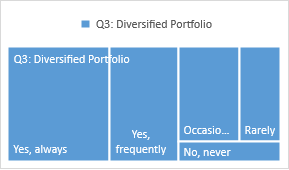 Q3: Diversified Portfolio
Q3: Diversified Portfolio
Yes, always
Yes,
frequently
Occasio...
Rarely
No, never